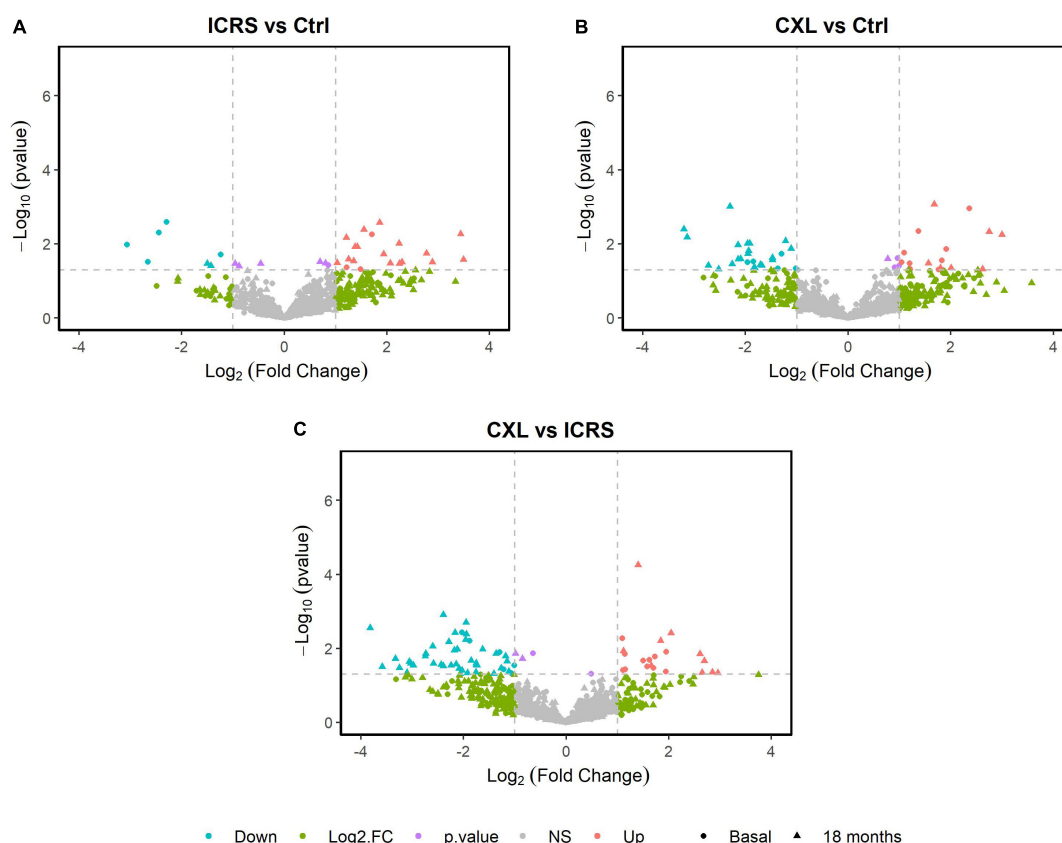 A
ICRS vs Ctrl
6
4
2
0
−Log10 (pvalue)
-4
-2
0
2
4
Log2 (Fold Change)
B
CXL vs Ctrl
6
4
2
0
−Log10 (pvalue)
-4
-2
0
2
4
Log2 (Fold Change)
C
CXL vs ICRS
6
4
2
0
−Log10 (pvalue)
-4
-2
0
2
4
Log2 (Fold Change)
Down Log2.FC p.value NS Up Basal 18 months